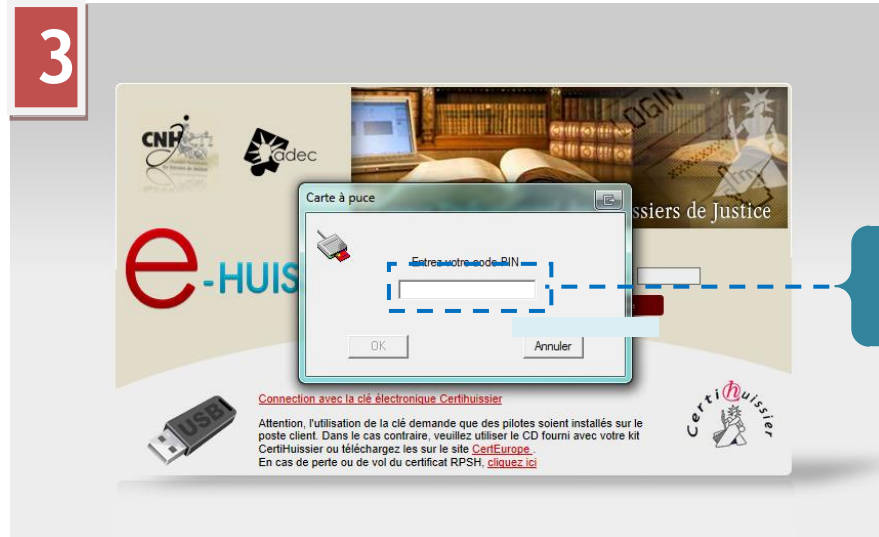 3
CNH
adec
LOGIN
ssiers de Justice
Carte à puce
Entrez votre code PIN
OK
Annuler
e-HUIS
Connection avec la clé électronique Certihuissier
Attention, l'utilisation de la clé demande que des pilotes soient installés sur le
poste client. Dans le cas contraire, veuillez utiliser le CD fourni avec votre kit
CertiHuissier ou téléchargez les sur le site CertEurope .
En cas de perte ou de vol du certificat RPSH, cliquez ici
USB
Certihuissier